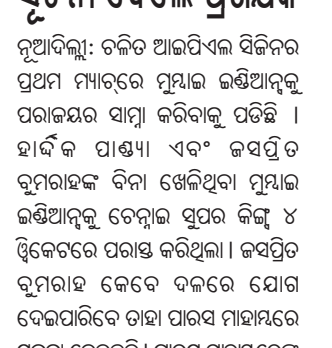 ନୂଆଦିଲ୍ଲୀ: ଚଳିତ ଆଇପିଏଲ ସିଜିନର
ପ୍ରଥମ ମ୍ୟାଚ୍‌ରେ ମୁମ୍ବାଇ ଇଣ୍ଡିଆନ୍ସକୁ
ପରାଜୟର ସାମ୍ନା କରିବାକୁ ପଡିଛି ।
ହାର୍ଦ୍ଦିକ ପାଣ୍ଡ୍ୟା ଏବଂ ଜସପ୍ରିତ
ବୁମରାହଙ୍କ ବିନା ଖେଳିଥିବା ମୁମ୍ବାଇ
ଇଣ୍ଡିଆନ୍ସକୁ ଚେନ୍ନାଇ ସୁପର କିଙ୍ଗ୍ସ ୪
ୱିକେଟରେ ପରାସ୍ତ କରିଥିଲା । ଜସପ୍ରିତ
ବୁମରାହ କେବେ ଦଳରେ ଯୋଗ
ଦେଇପାରିବେ ତାହା ପାରସ ମାହାମ୍ବରେ